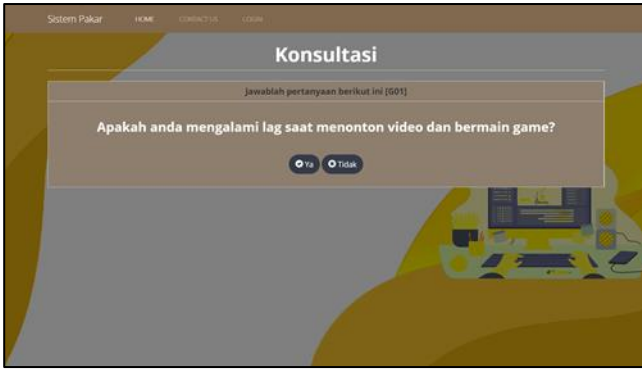 Sistem Pakar HOME CONTACT US LOGIN
Konsultasi
Jawablah pertanyaan berikut ini [G01]
Apakah anda mengalami lag saat menonton video dan bermain game?
Ya Tidak